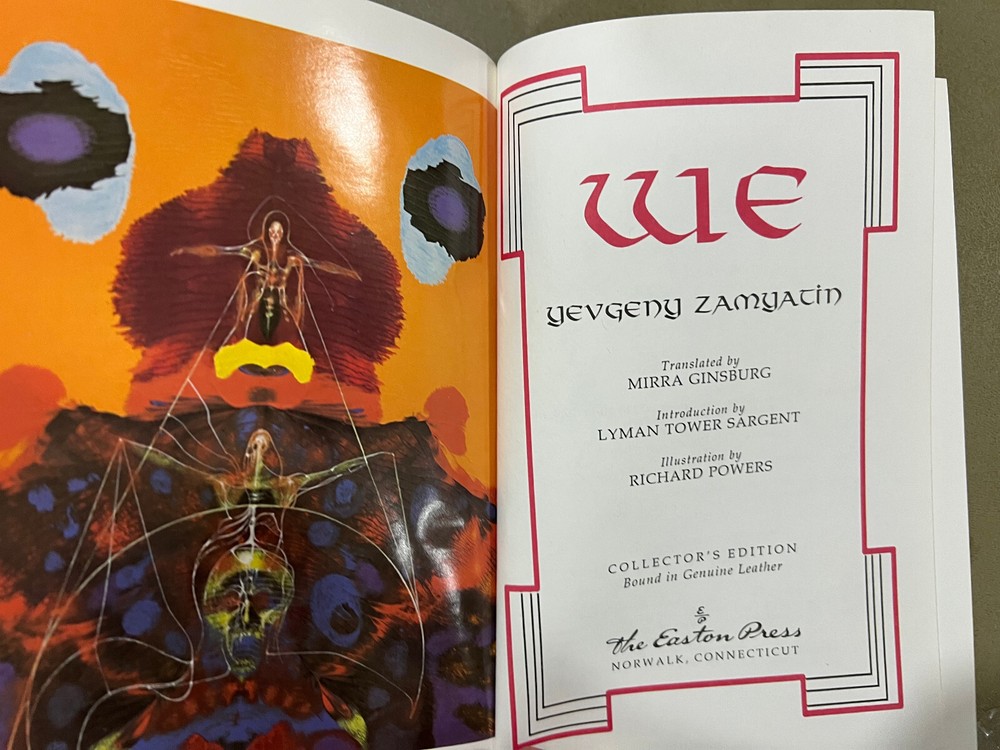 WE
YEVGENY ZAMYATIN
Translated by
MIRRA GINSBURG
Introduction by
LYMAN TOWER SARGENT
Illustration by
RICHARD POWERS
COLLECTOR'S EDITION
Bound in Genuine Leather
E
P
The Easton Press
NORWALK, CONNECTICUT